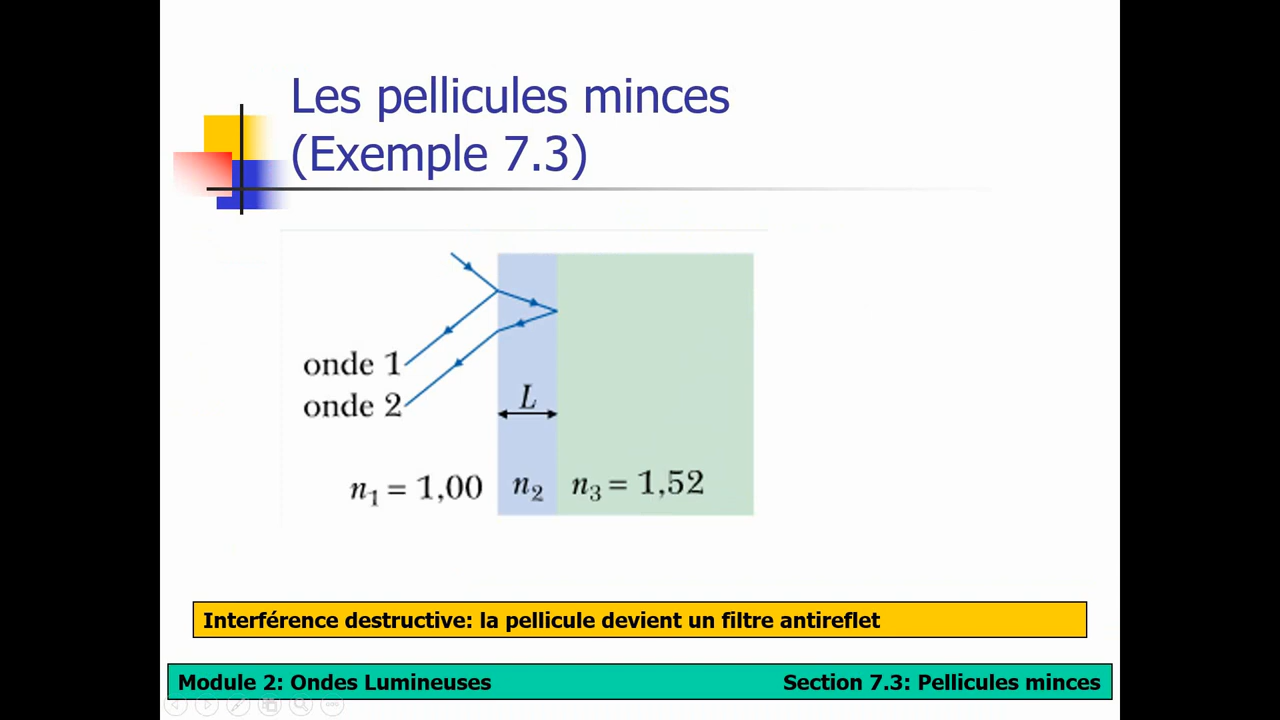 Les pellicules minces
(Exemple 7.3)
onde 1
onde 2
L
n₁ = 1,00 n₂ n₃ = 1,52
Interférence destructive: la pellicule devient un filtre antireflet
Module 2: Ondes Lumineuses Section 7.3: Pellicules minces